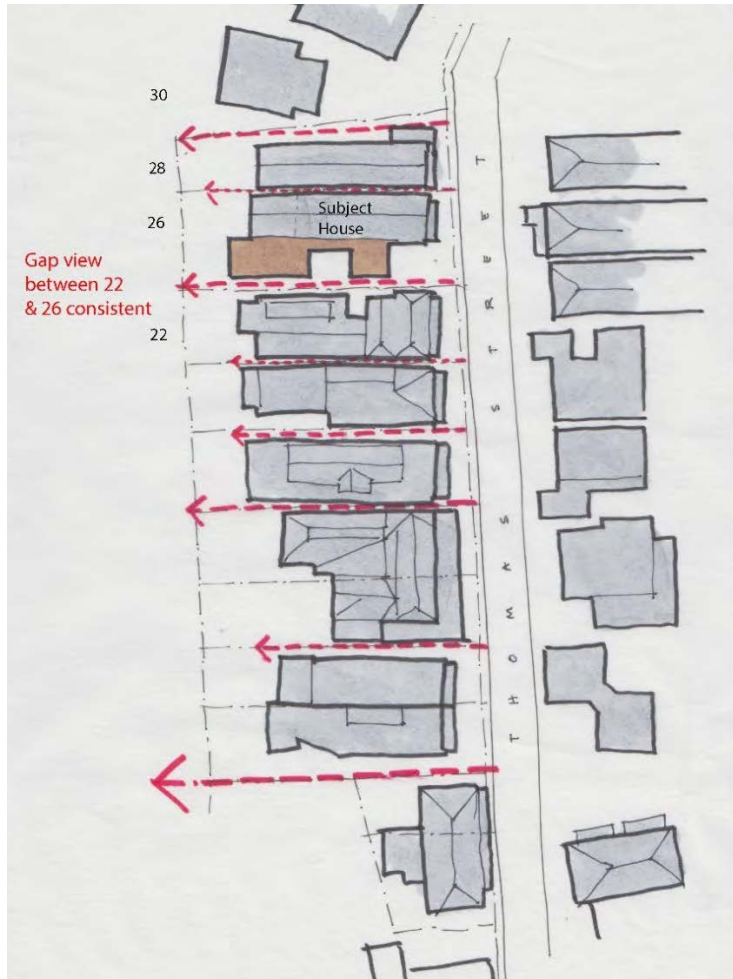 30
28
26
Subject
House
Gap view
between 22
& 26 consistent
22
THOMAS STREET